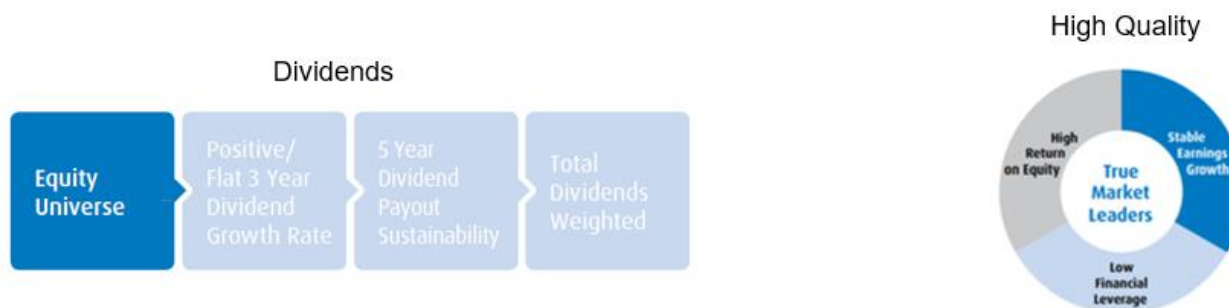 High Quality
Dividends
Equity
Universe
Positive/
Flat 3 Year
Dividend
Growth Rate
5 Year
Dividend
Payout
Sustainability
Total
Dividends
Weighted
High
Return
on Equity
Stable
Earnings
Growth
True
Market
Leaders
Low
Financial
Leverage